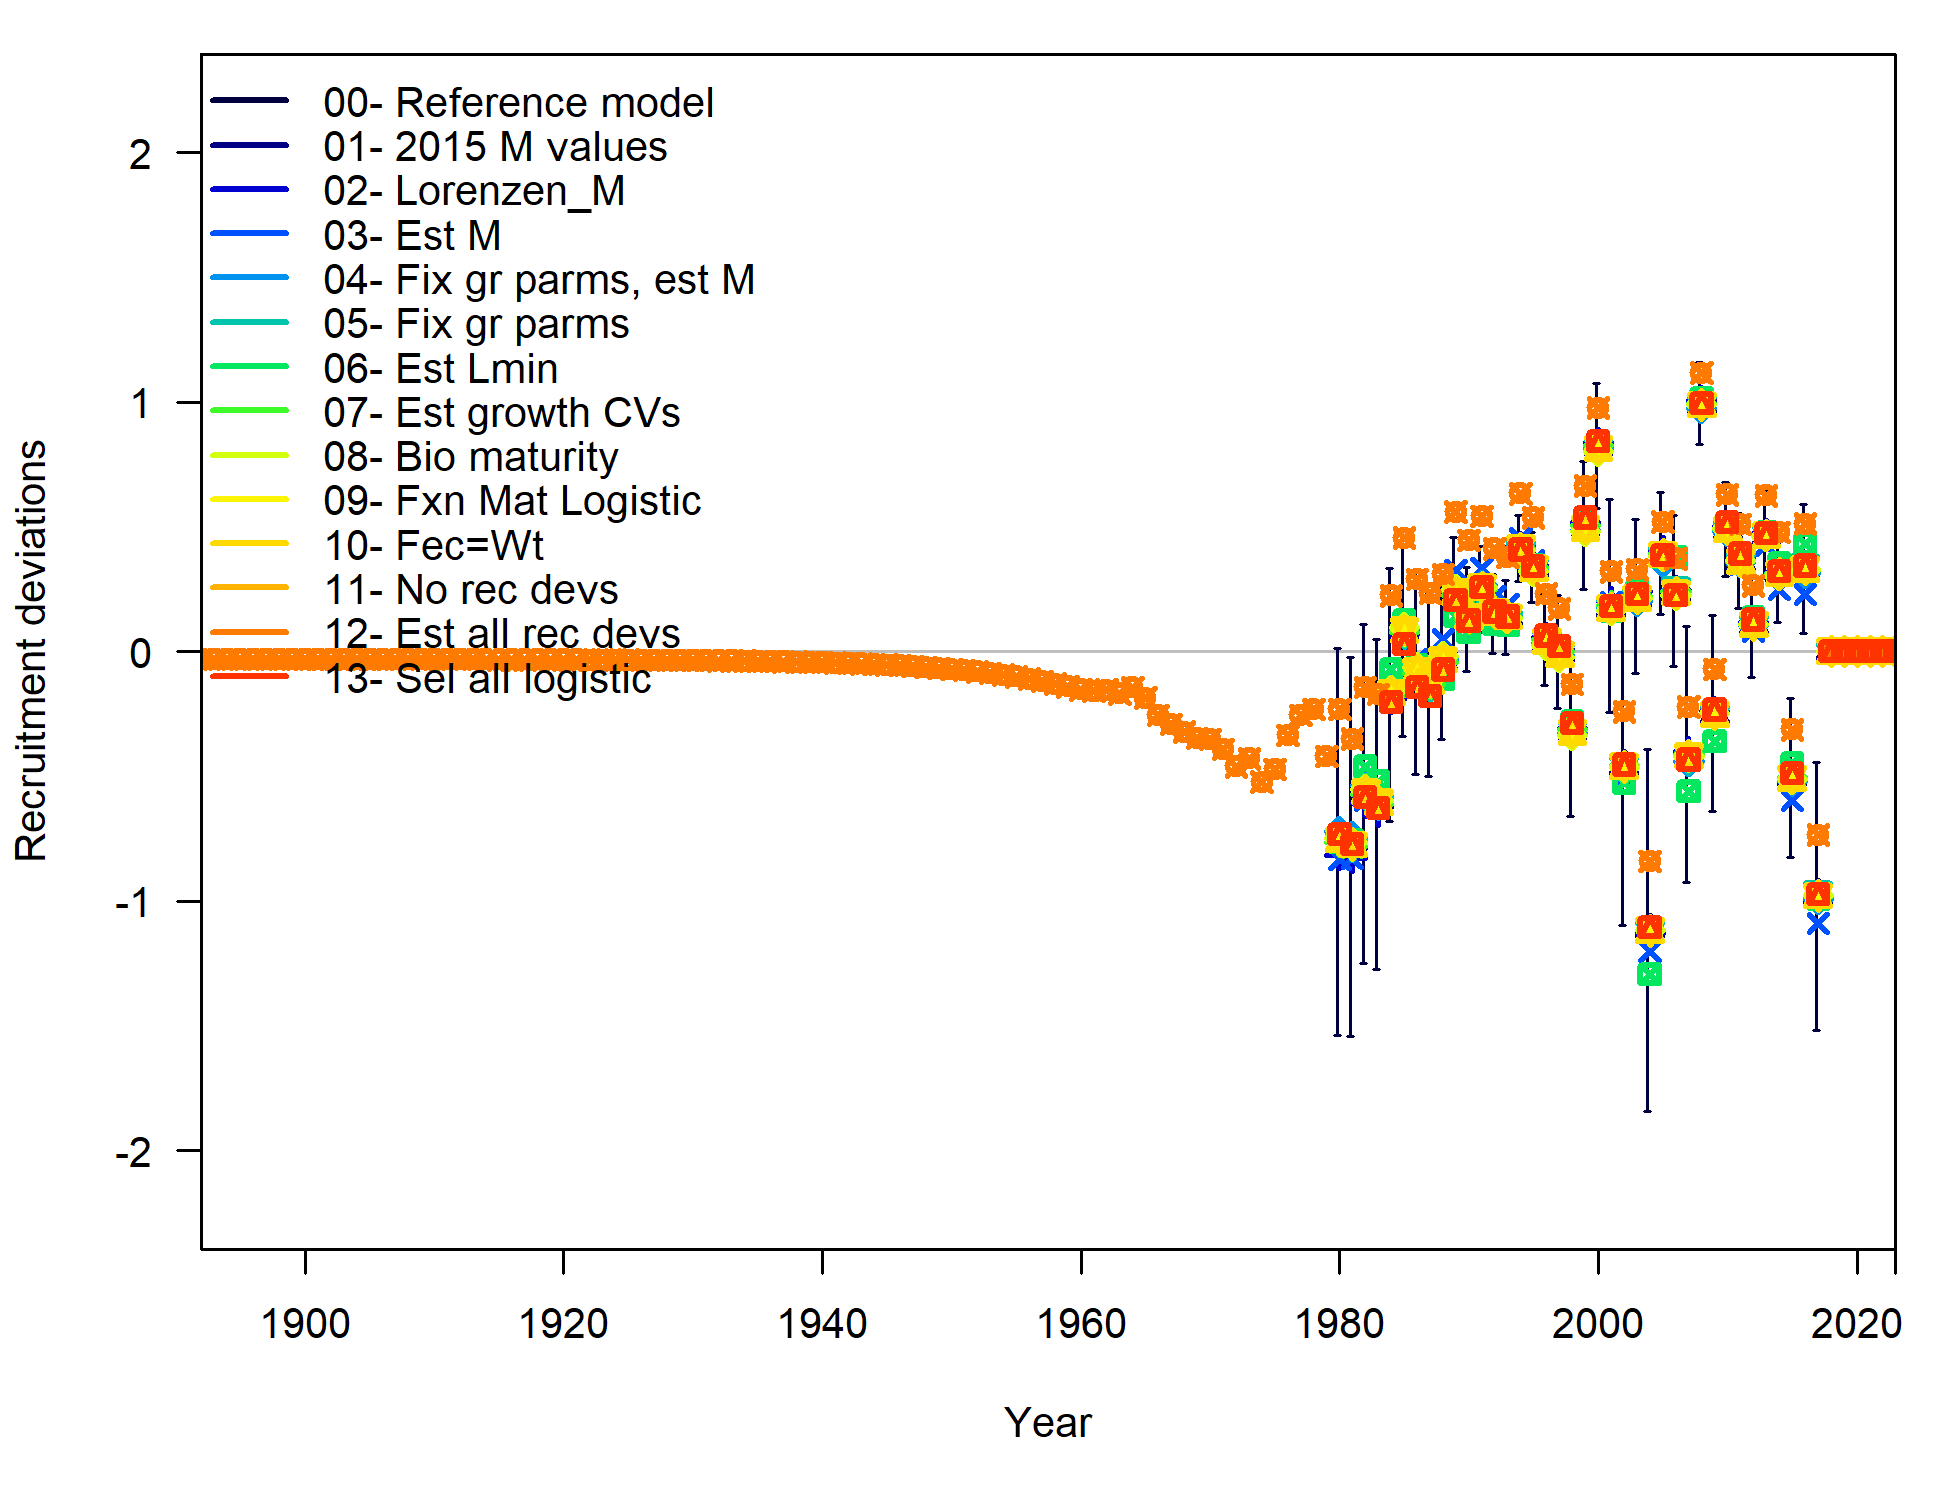 00- Reference model
01- 2015 M values
02- Lorenzen_M
03- Est M
04- Fix gr parms, est M
05- Fix gr parms
06- Est Lmin
07- Est growth CVs
08- Bio maturity
09- Fxn Mat Logistic
10- Fec=Wt
11- No rec devs
12- Est all rec devs
13- Sel all logistic
2
1
0
-1
-2
Recruitment deviations
1900 1920 1940 1960 1980 2000 2020
Year